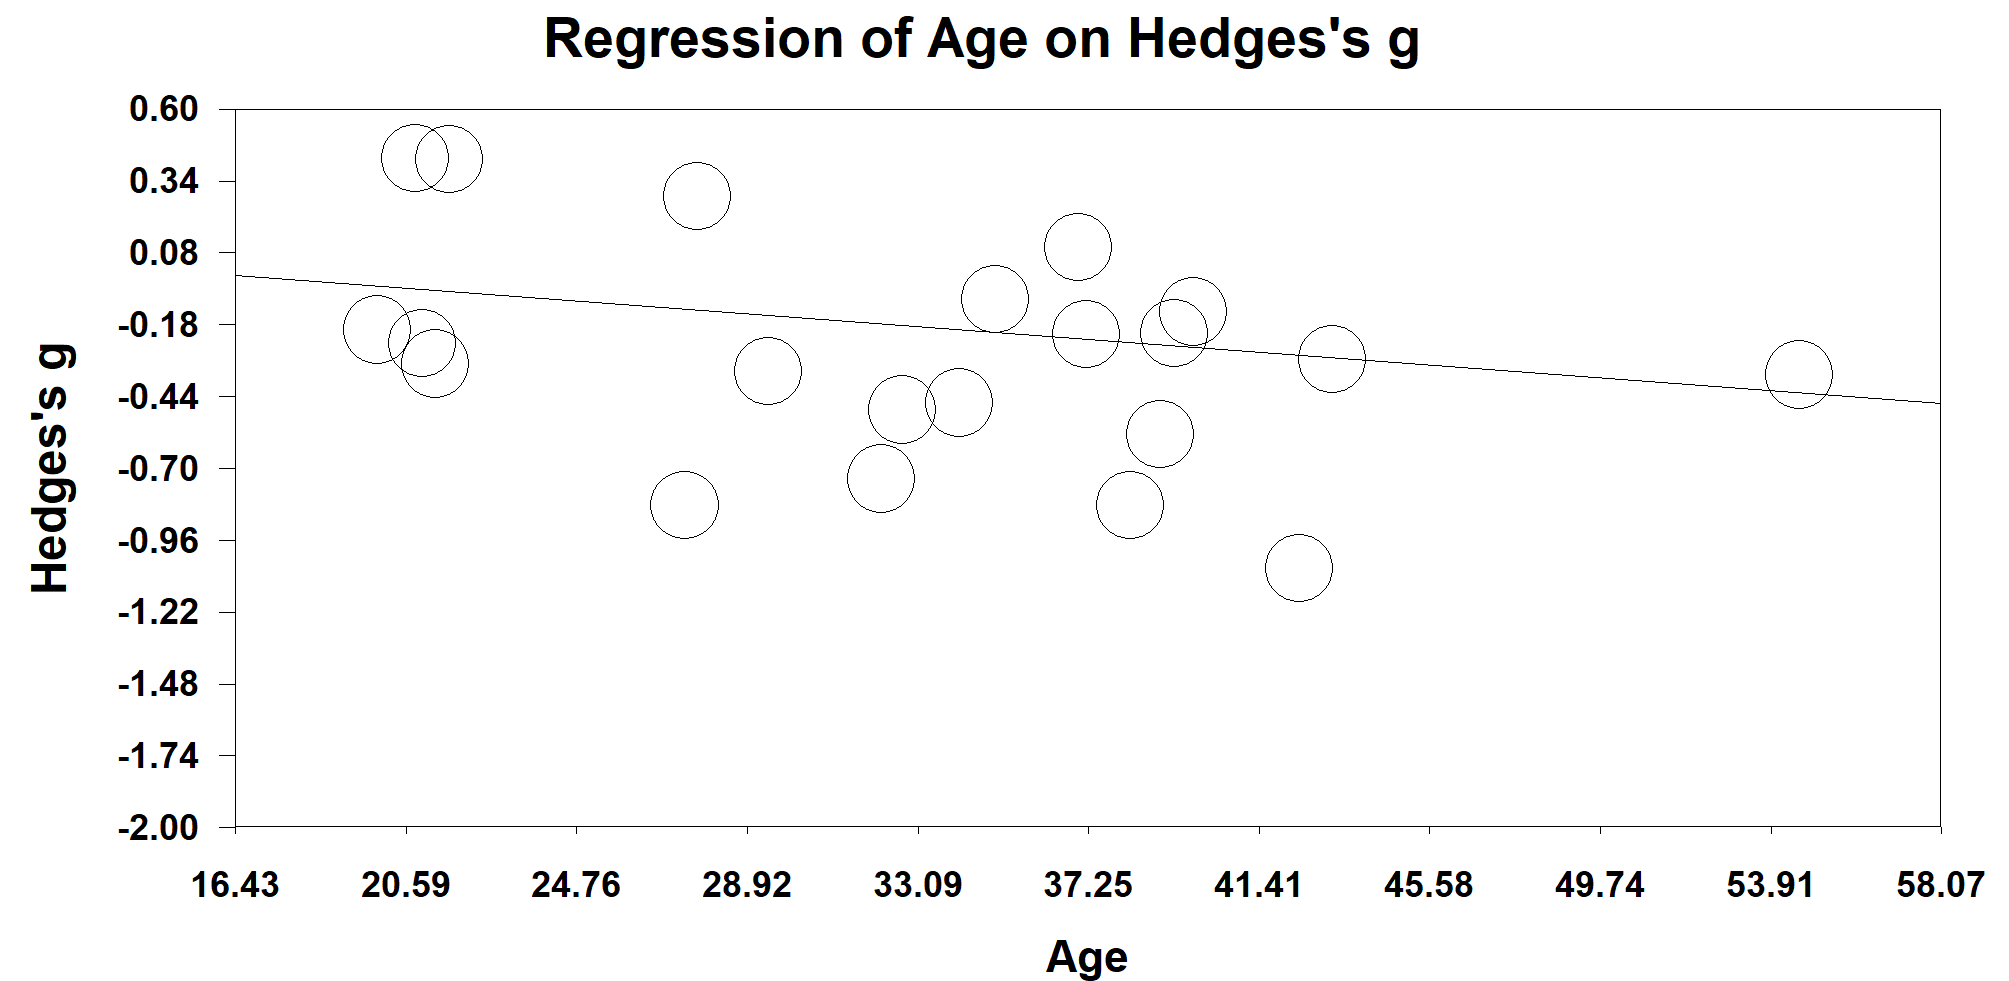 Regression of Age on Hedges's g
0.60
0.34
0.08
-0.18
-0.44
-0.70
-0.96
-1.22
-1.48
-1.74
-2.00
Hedges's g
16.43 20.59 24.76 28.92 33.09 37.25 41.41 45.58 49.74 53.91 58.07
Age